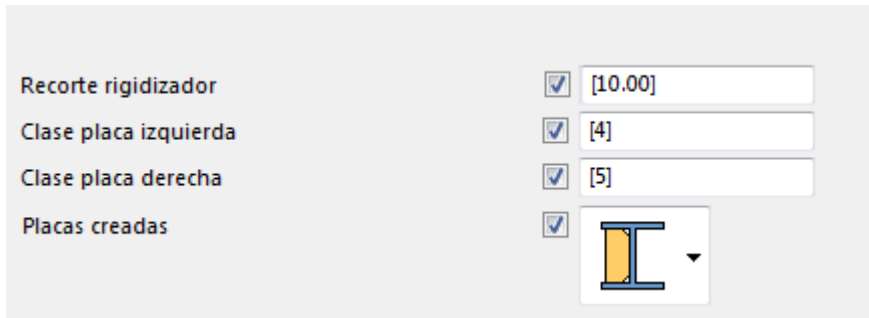 Recorte rigidizador [10.00]
Clase placa izquierda [4]
Clase placa derecha [5]
Placas creadas